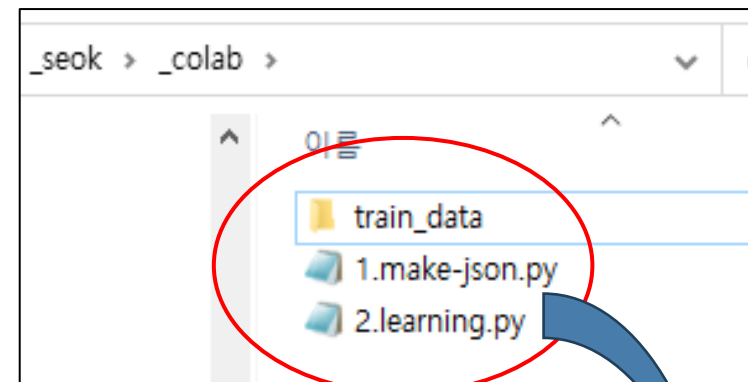 _seok > _colab >
이름
train_data
1.make-json.py
2.learning.py